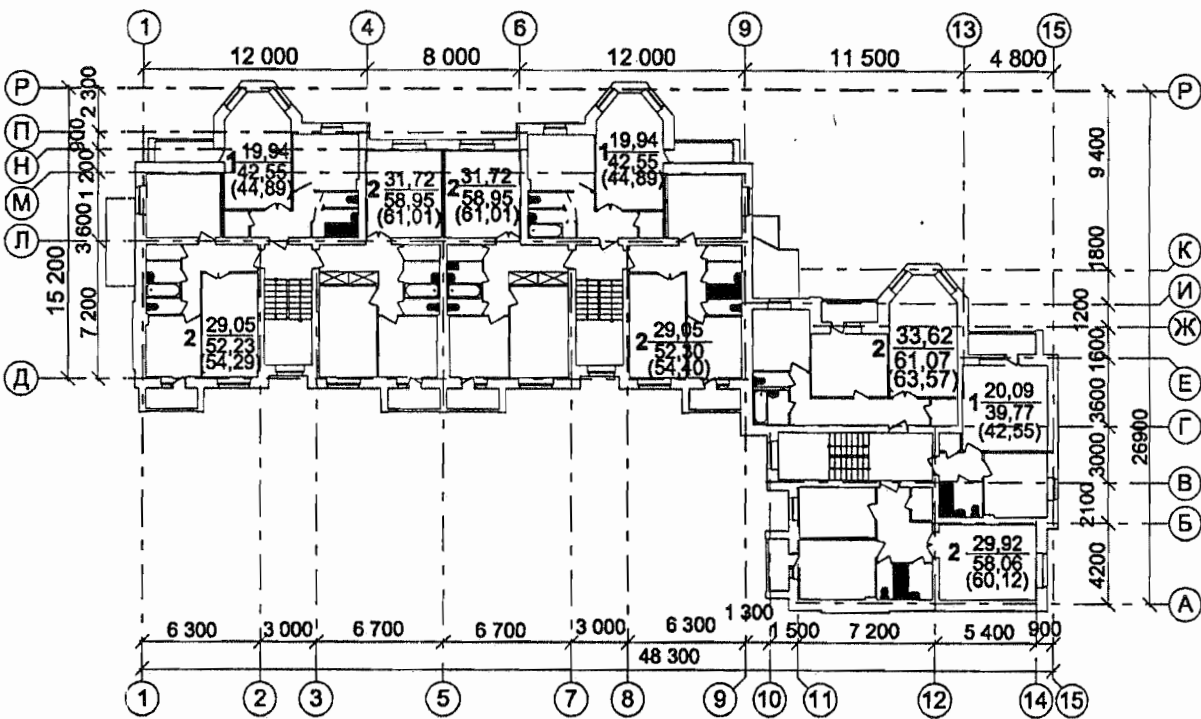 1 4 6 9 13 15
12 000 8 000 12 000 11 500 4 800
Р Р
2 300
П
900
Н
1 200
М
3 600
Л
15 200
7 200
Д
9 400
К
1800
И
1200
Ж
1600
Е
3600
Г
3000
В
2100
Б
4200
А
26900
1 19,94
42,55
(44,89)
2 31,72
58,95
(61,01)
2 31,72
58,95
(61,01)
1 19,94
42,55
(44,89)
2 29,05
52,23
54,29
2 29,05
52,30
(54,40)
2 33,62
61,07
(63,57)
1 20,09
39,77
(42,55)
2 29,92
58,06
(60,12)
1 300
6 300 3 000 6 700 6 700 3 000 6 300 1 500 7 200 5 400 900
48 300
1 2 3 5 7 8 9 10 11 12 14 15